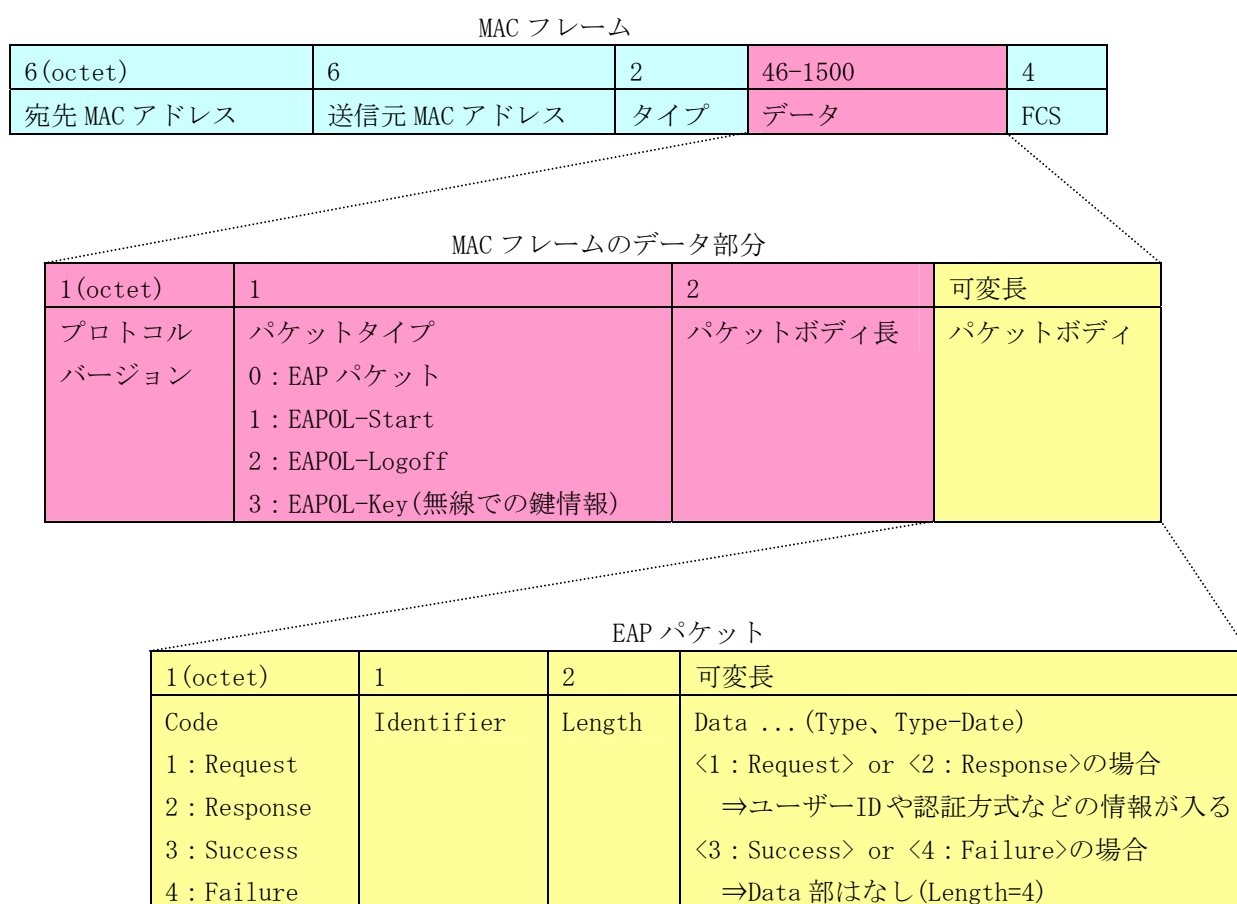 MAC フレーム
6(octet) 6 2 46-1500 4
宛先 MAC アドレス 送信元 MAC アドレス タイプ データ FCS
MAC フレームのデータ部分
1(octet) 1 2 可変長
プロトコル パケットタイプ パケットボディ長 パケットボディ
バージョン 0：EAP パケット
1：EAPOL-Start
2：EAPOL-Logoff
3：EAPOL-Key(無線での鍵情報)
EAP パケット
1(octet) 1 2 可変長
Code Identifier Length Data ...(Type、Type-Date)
1：Request <1：Request> or <2：Response>の場合
2：Response ⇒ユーザーID や認証方式などの情報が入る
3：Success <3：Success> or <4：Failure>の場合
4：Failure ⇒Data 部はなし(Length=4)